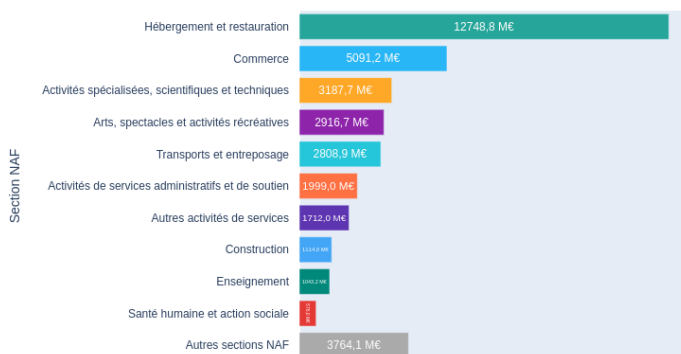 Section NAF
Hébergement et restauration 12748,8 M€
Commerce 5091,2 M€
Activités spécialisées, scientifiques et techniques 3187,7 M€
Arts, spectacles et activités récréatives 2916,7 M€
Transports et entreposage 2808,9 M€
Activités de services administratifs et de soutien 1999,0 M€
Autres activités de services 1712,0 M€
Construction
Enseignement 1043,2 M€
Santé humaine et action sociale
Autres sections NAF 3764,1 M€